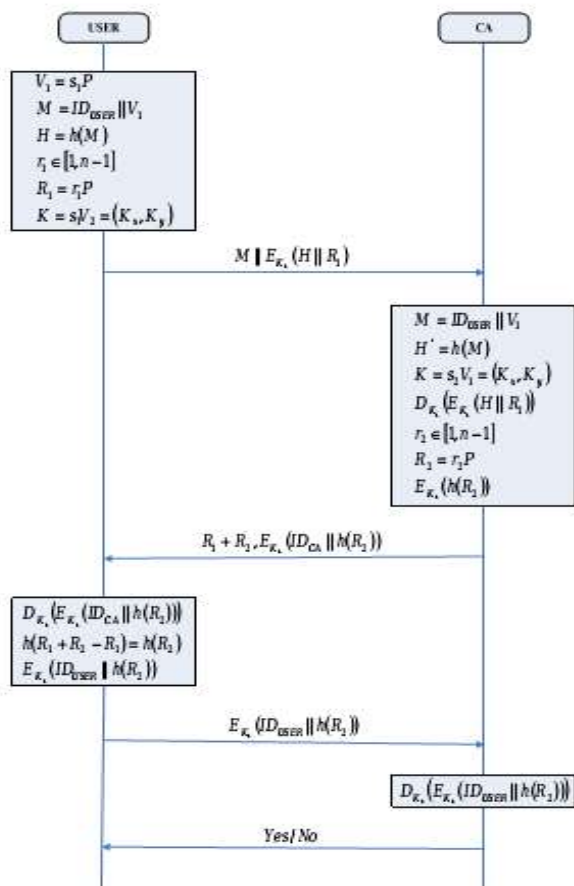 USER
CA
V₁ = s₁P
M = ID_USER || V₁
H = h(M)
r₁ ∈ [1, n−1]
R₁ = r₁P
K = s₁V₂ = (Kₓ, K_y)
M || E_Kₓ(H || R₁)
M = ID_USER || V₁
H' = h(M)
K = s₂V₁ = (Kₓ, K_y)
D_Kₓ(E_Kₓ(H || R₁))
r₂ ∈ [1, n−1]
R₂ = r₂P
E_Kₓ(h(R₂))
R₁ + R₂, E_Kₓ(ID_CA || h(R₂))
D_Kₓ(E_Kₓ(ID_CA || h(R₂)))
h(R₁ + R₂ − R₁) = h(R₂)
E_Kₓ(ID_USER || h(R₂))
E_Kₓ(ID_USER || h(R₂))
D_Kₓ(E_Kₓ(ID_USER || h(R₂)))
Yes/No